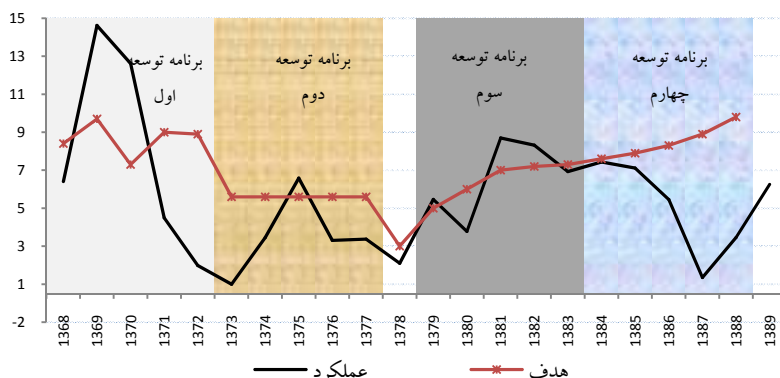 15
13
11
9
7
5
3
1
-2
برنامه توسعه
اول
برنامه توسعه
دوم
برنامه توسعه
سوم
برنامه توسعه
چهارم
1368 1369 1370 1371 1372 1373 1374 1375 1376 1377 1378 1379 1380 1381 1382 1383 1384 1385 1386 1387 1388 1389
عملکرد هدف